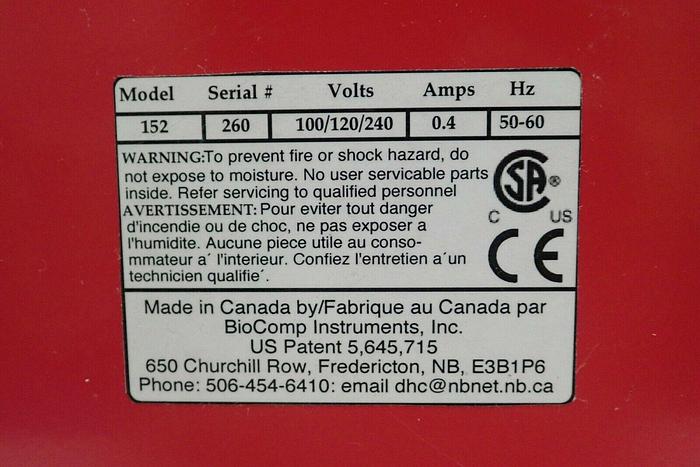 Model Serial # Volts Amps Hz
152 260 100/120/240 0.4 50-60
WARNING:To prevent fire or shock hazard, do
not expose to moisture. No user servicable parts
inside. Refer servicing to qualified personnel
AVERTISSEMENT: Pour eviter tout danger
d'incendie ou de choc, ne pas exposer a
l'humidite. Aucune piece utile au conso-
mmateur a´ l'interieur. Confiez l'entretien a´un
technicien qualifie´.
CSA®
C US
CE
Made in Canada by/Fabrique au Canada par
BioComp Instruments, Inc.
US Patent 5,645,715
650 Churchill Row, Fredericton, NB, E3B1P6
Phone: 506-454-6410: email dhc@nbnet.nb.ca